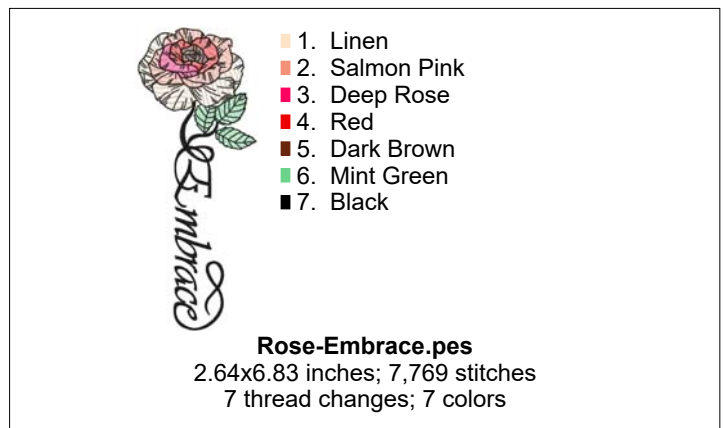 1. Linen
2. Salmon Pink
3. Deep Rose
4. Red
5. Dark Brown
6. Mint Green
7. Black
Embrace
Rose-Embrace.pes
2.64x6.83 inches; 7,769 stitches
7 thread changes; 7 colors